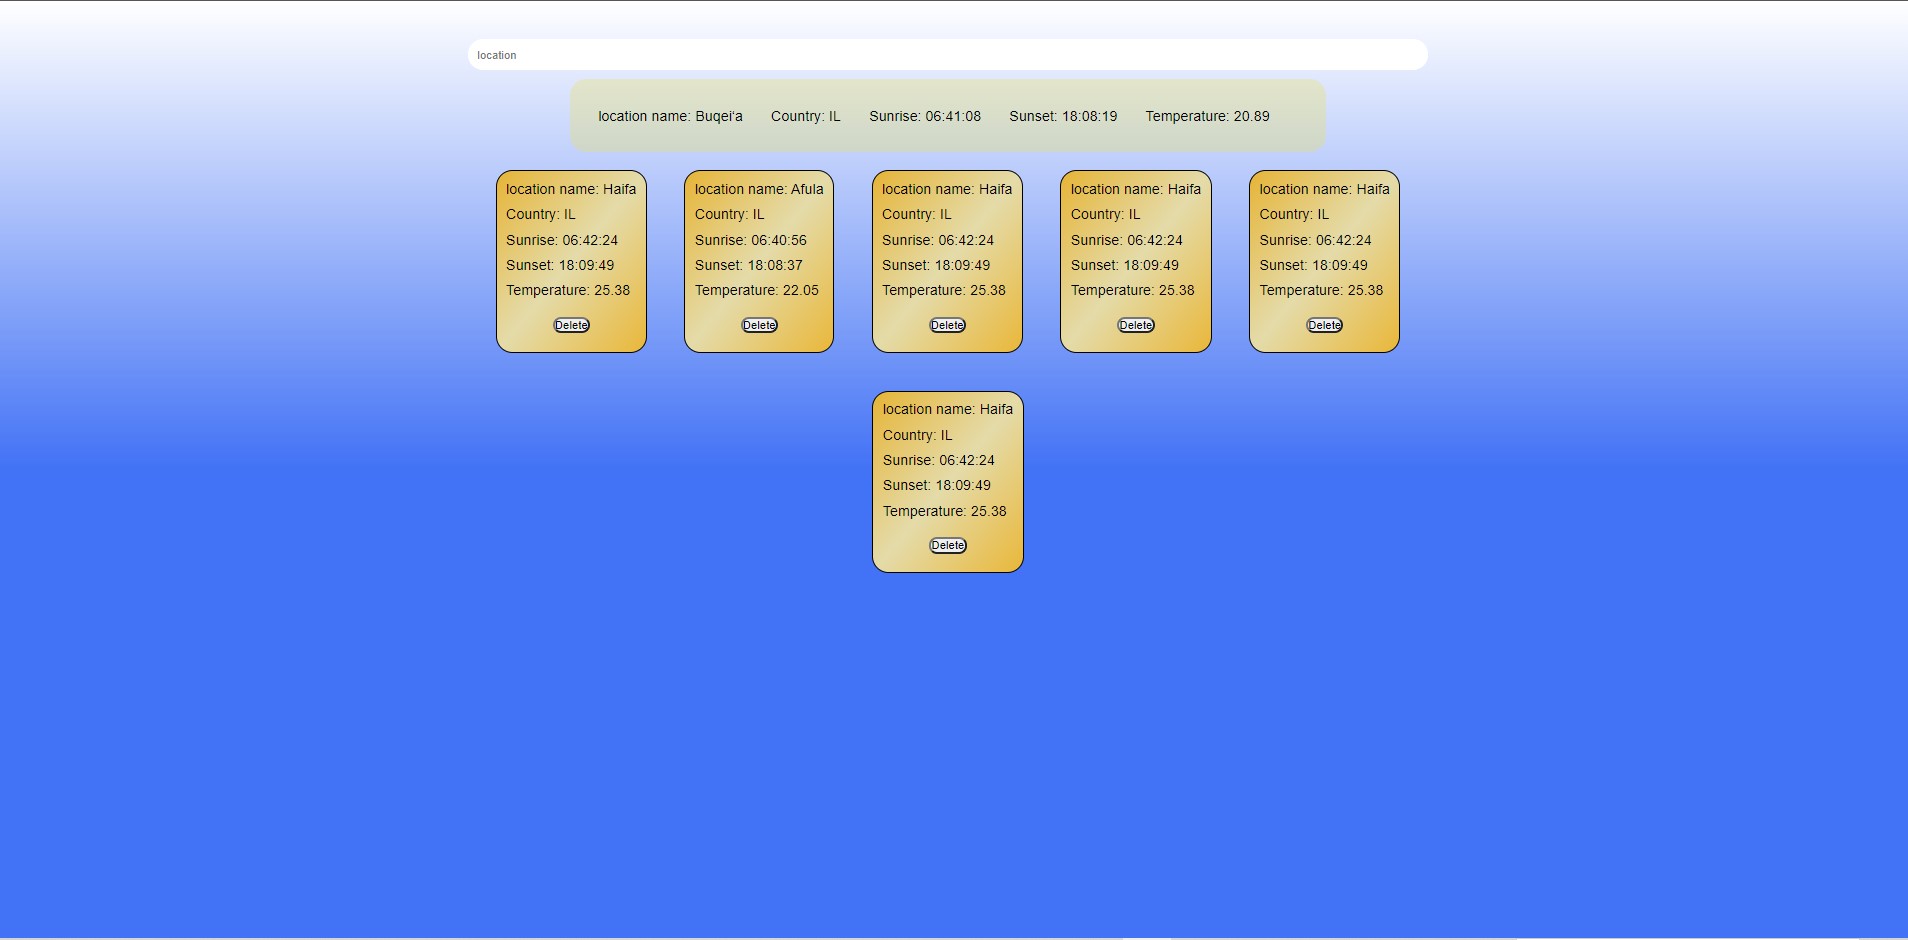 location
location name: Buqei'a Country: IL Sunrise: 06:41:08 Sunset: 18:08:19 Temperature: 20.89
location name: Haifa
Country: IL
Sunrise: 06:42:24
Sunset: 18:09:49
Temperature: 25.38
Delete
location name: Afula
Country: IL
Sunrise: 06:40:56
Sunset: 18:08:37
Temperature: 22.05
Delete
location name: Haifa
Country: IL
Sunrise: 06:42:24
Sunset: 18:09:49
Temperature: 25.38
Delete
location name: Haifa
Country: IL
Sunrise: 06:42:24
Sunset: 18:09:49
Temperature: 25.38
Delete
location name: Haifa
Country: IL
Sunrise: 06:42:24
Sunset: 18:09:49
Temperature: 25.38
Delete
location name: Haifa
Country: IL
Sunrise: 06:42:24
Sunset: 18:09:49
Temperature: 25.38
Delete